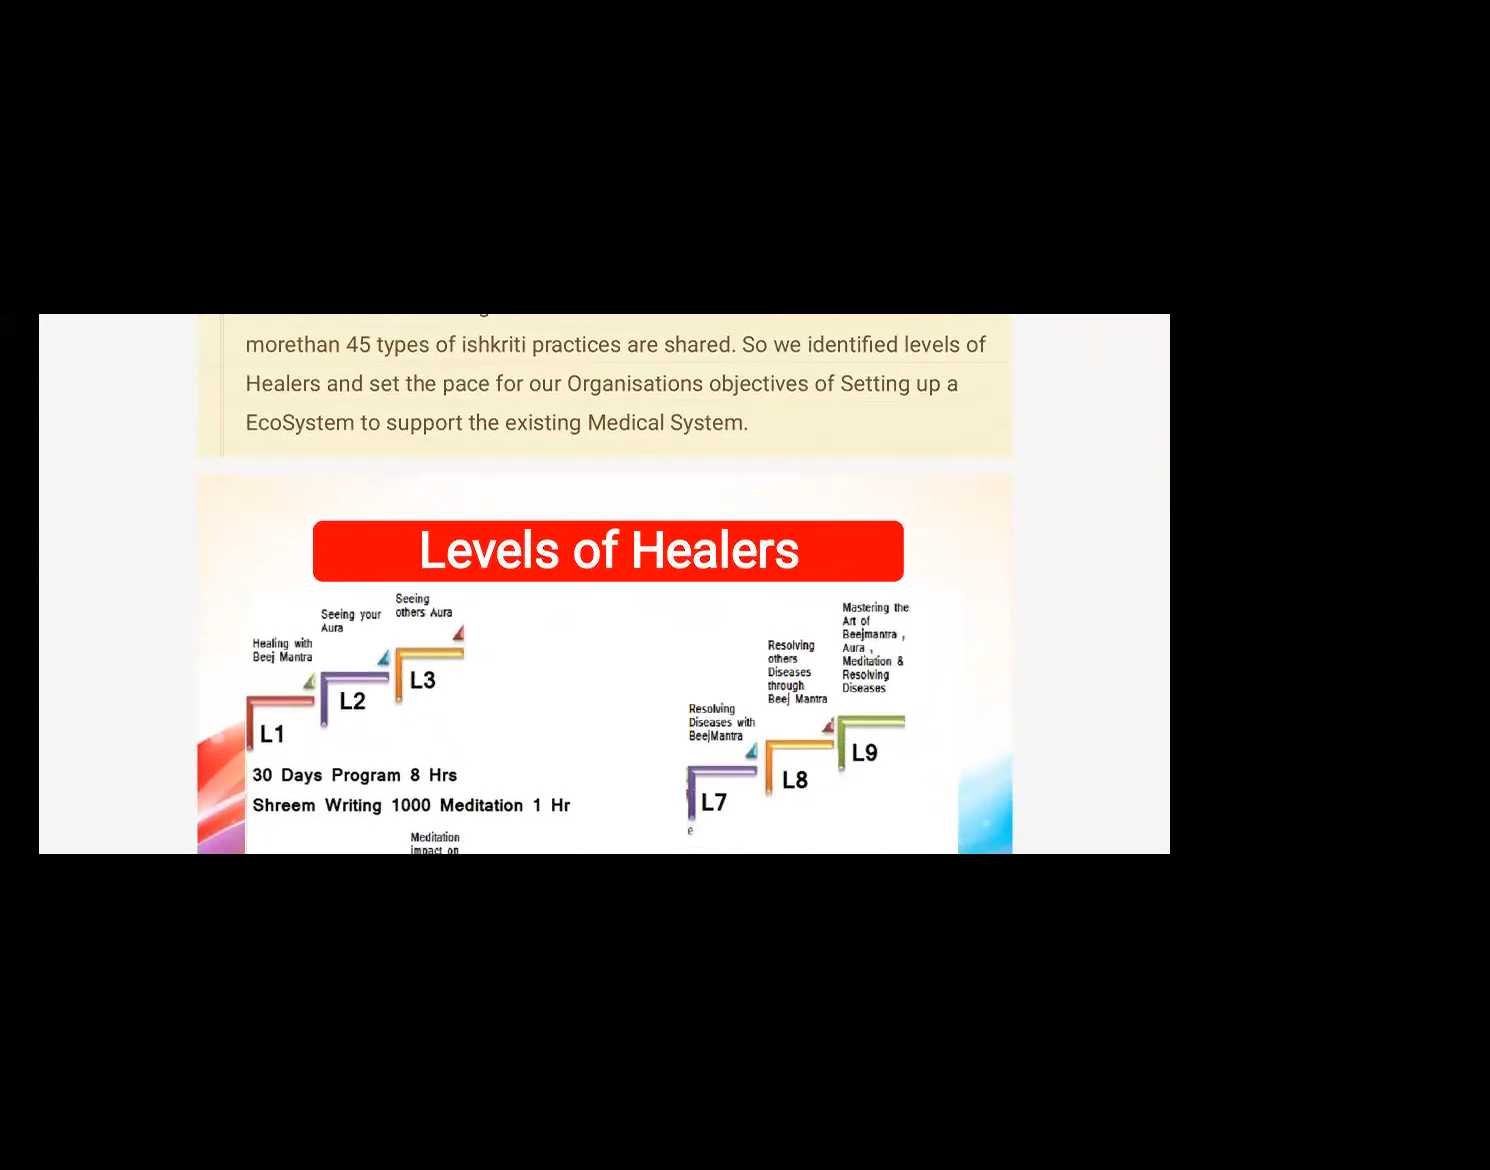 morethan 45 types of ishkriti practices are shared. So we identified levels of
Healers and set the pace for our Organisations objectives of Setting up a
EcoSystem to support the existing Medical System.
Levels of Healers
Healing with
Beej Mantra
L1
Seeing your
Aura
L2
Seeing
others Aura
L3
30 Days Program 8 Hrs
Shreem Writing 1000 Meditation 1 Hr
Meditation
impact on
Resolving
Diseases with
BeejMantra
L7
e
Resolving
others
Diseases
through
Beej Mantra
L8
Mastering the
Art of
Beejmantra ,
Aura ,
Meditation &
Resolving
Diseases
L9